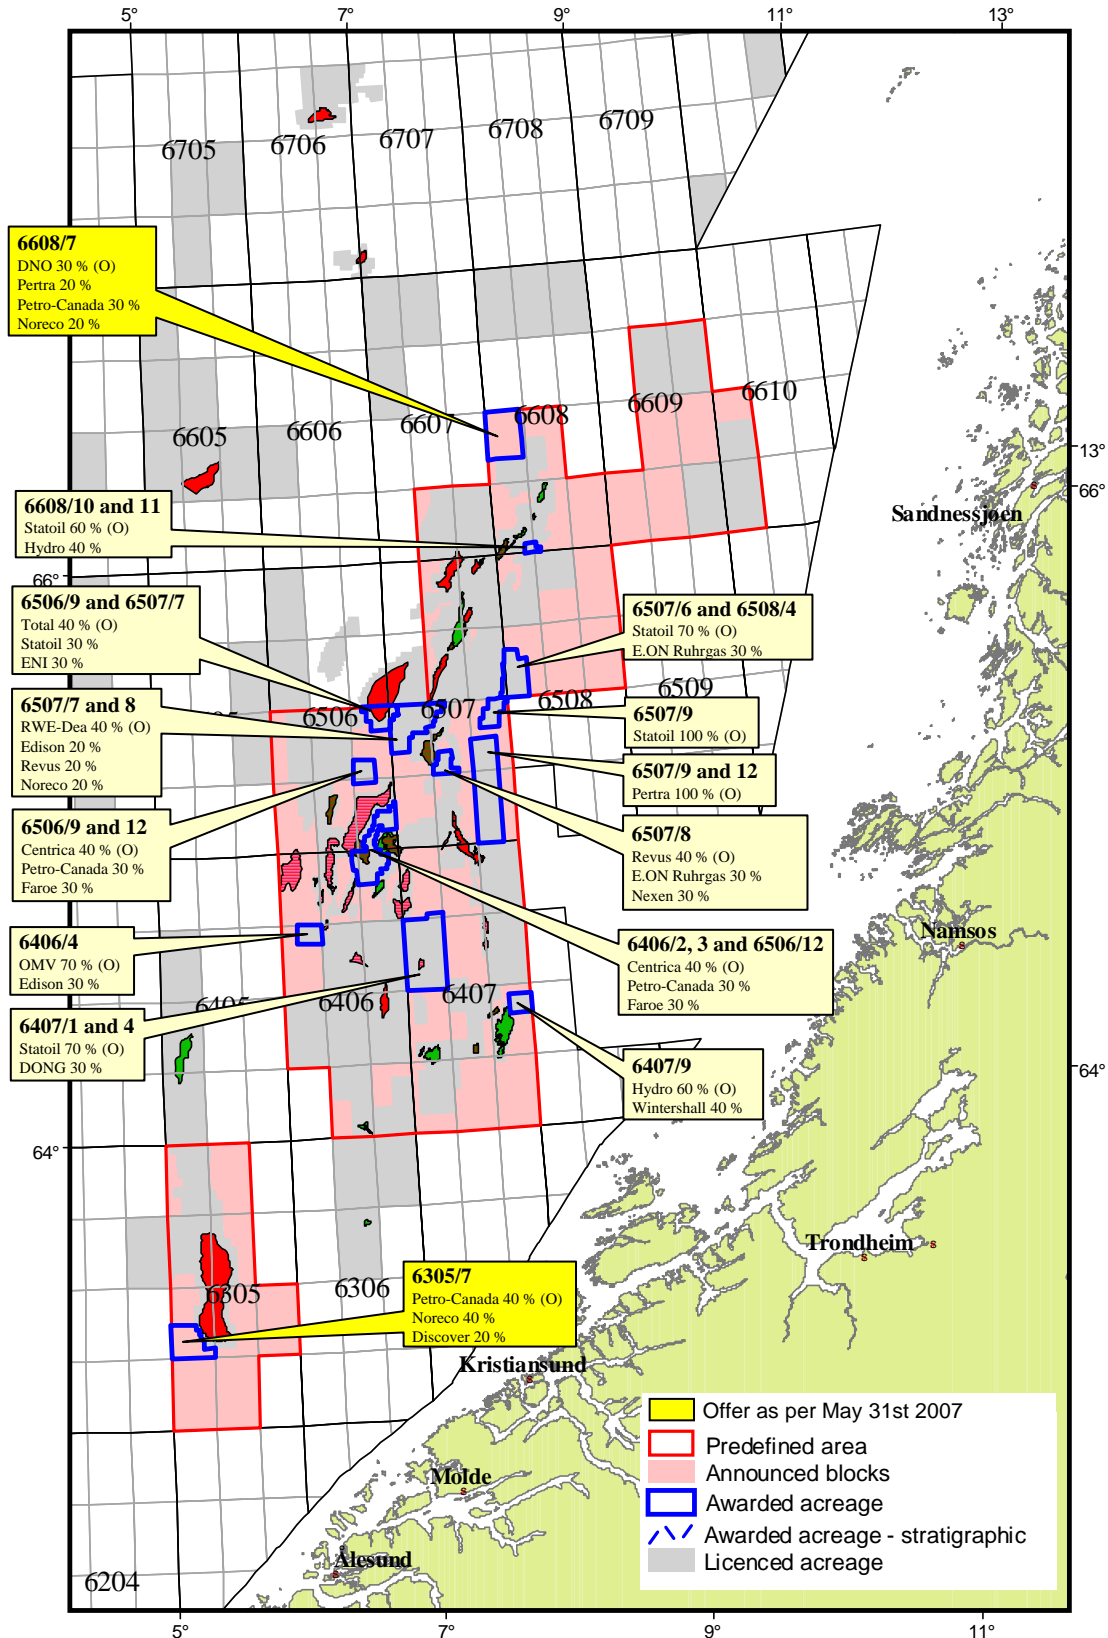 5° 7° 9° 11° 13°
6705 6706 6707 6708 6709
6608/7
DNO 30 % (O)
Pertra 20 %
Petro-Canada 30 %
Noreco 20 %
6605 6606 6607 6608 6609 6610
13°
66°
Sandnessjøen
6608/10 and 11
Statoil 60 % (O)
Hydro 40 %
66°
6506/9 and 6507/7
Total 40 % (O)
Statoil 30 %
ENI 30 %
6507/6 and 6508/4
Statoil 70 % (O)
E.ON Ruhrgas 30 %
6506 6507 6508 6509
6507/7 and 8
RWE-Dea 40 % (O)
Edison 20 %
Revus 20 %
Noreco 20 %
6507/9
Statoil 100 % (O)
6507/9 and 12
Pertra 100 % (O)
6506/9 and 12
Centrica 40 % (O)
Petro-Canada 30 %
Faroe 30 %
6507/8
Revus 40 % (O)
E.ON Ruhrgas 30 %
Nexen 30 %
Namsos
6406/4
OMV 70 % (O)
Edison 30 %
6406/2, 3 and 6506/12
Centrica 40 % (O)
Petro-Canada 30 %
Faroe 30 %
6405 6406 6407
6407/1 and 4
Statoil 70 % (O)
DONG 30 %
6407/9
Hydro 60 % (O)
Wintershall 40 %
64°
64°
Trondheim
6305 6306
6305/7
Petro-Canada 40 % (O)
Noreco 40 %
Discover 20 %
Kristiansund
Molde
Ålesund
6204
Offer as per May 31st 2007
Predefined area
Announced blocks
Awarded acreage
Awarded acreage - stratigraphic
Licenced acreage
5° 7° 9° 11°